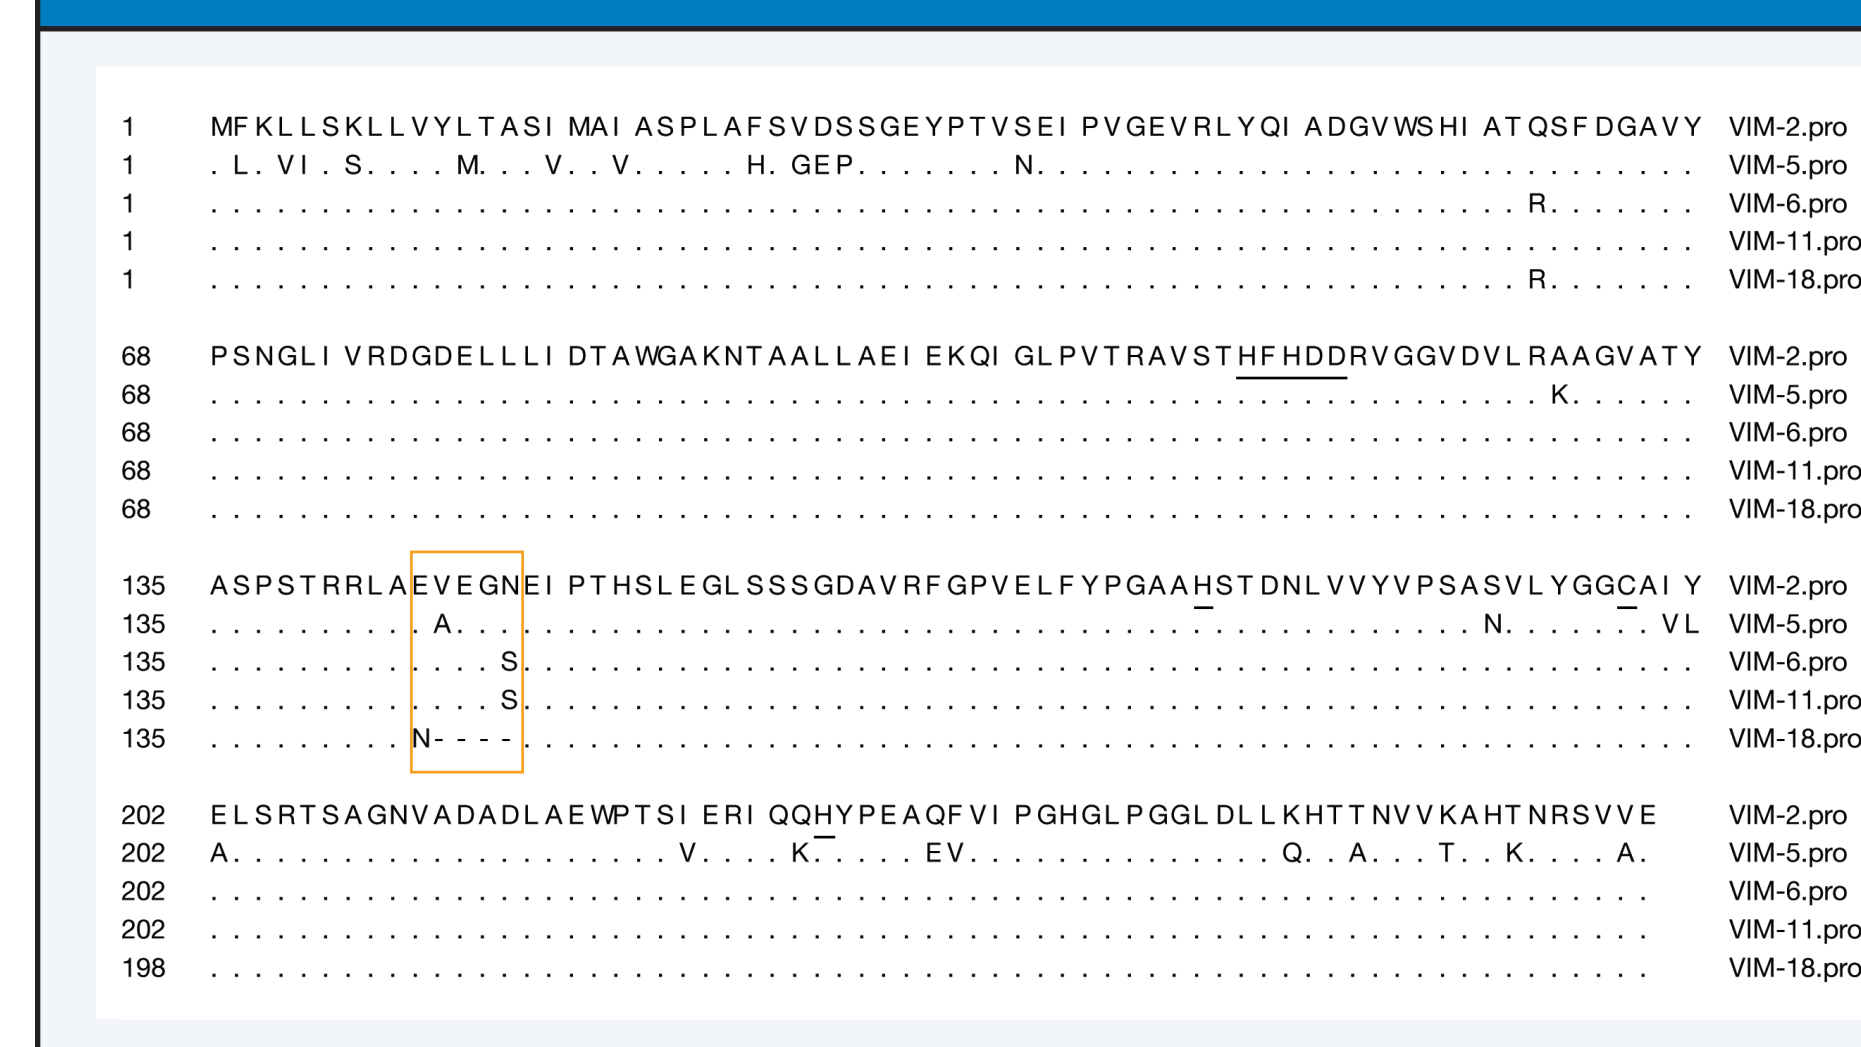 1 MFKLLSKLLVYLTASIMAIASPLAFSVDSSGEYPTVSEIPVGEVRLYQIADGVWSHIATQSFDGAVY VIM-2.pro
1 .L.VI.S....M...V..V.....H.GEP.......N.............................. VIM-5.pro
1 ...........................................................R....... VIM-6.pro
1 ................................................................... VIM-11.pro
1 ...........................................................R....... VIM-18.pro
68 PSNGLIVRDGDELLLIDTAWGAKNTAALLAEIEKQIGLPVTRAVSTHFHDDRVGGVDVLRAAGVATY VIM-2.pro
68 ............................................................K...... VIM-5.pro
68 ................................................................... VIM-6.pro
68 ................................................................... VIM-11.pro
68 ................................................................... VIM-18.pro
135 ASPSTRRLAEVEGNEIPTHSLEGLSSSGDAVRFGPVELFYPGAAHSTDNLVVYVPSASVLYGGCAIY VIM-2.pro
135 ..........A..............................................N.......VL VIM-5.pro
135 .............S..................................................... VIM-6.pro
135 .............S..................................................... VIM-11.pro
135 .........N----..................................................... VIM-18.pro
202 ELSRTSAGNVADADLAEWPTSIERIQQHYPEAQFVIPGHGLPGGLDLLKHTTNVVKAHTNRSVVE VIM-2.pro
202 A....................V....K.....EV..............Q..A...T..K....A. VIM-5.pro
202 ................................................................. VIM-6.pro
202 ................................................................. VIM-11.pro
198 ................................................................. VIM-18.pro